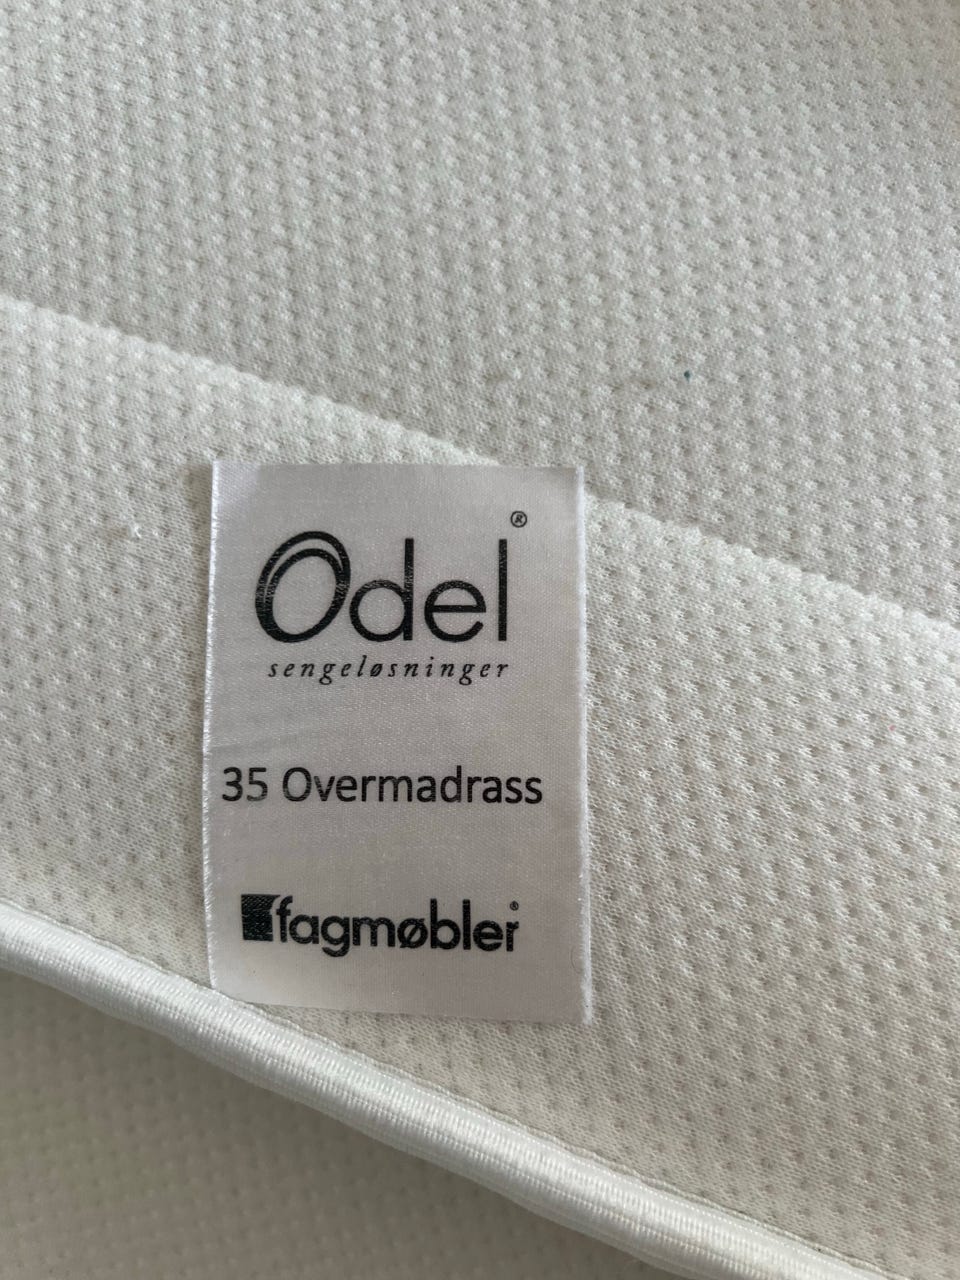 Odel®
sengeløsninger
35 Overmadrass
fagmøbler®